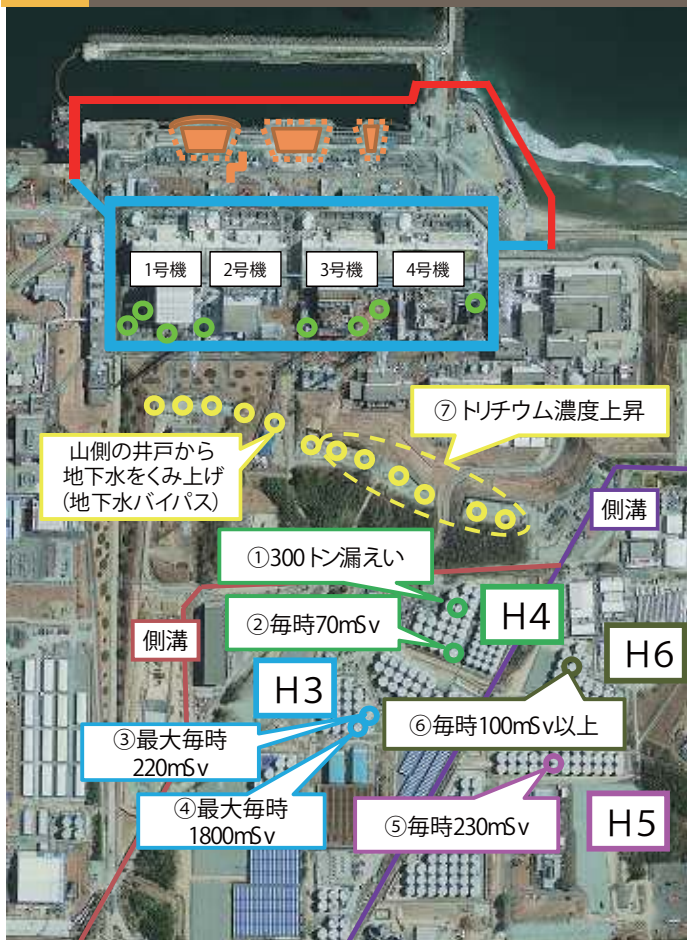 1号機
2号機
3号機
4号機
⑦トリチウム濃度上昇
山側の井戸から
地下水をくみ上げ
(地下水バイパス)
側溝
①300トン漏えい
H4
②毎時70mSv
側溝
H6
H3
⑥毎時100mSv以上
③最大毎時
220mSv
④最大毎時
1800mSv
⑤毎時230mSv
H5